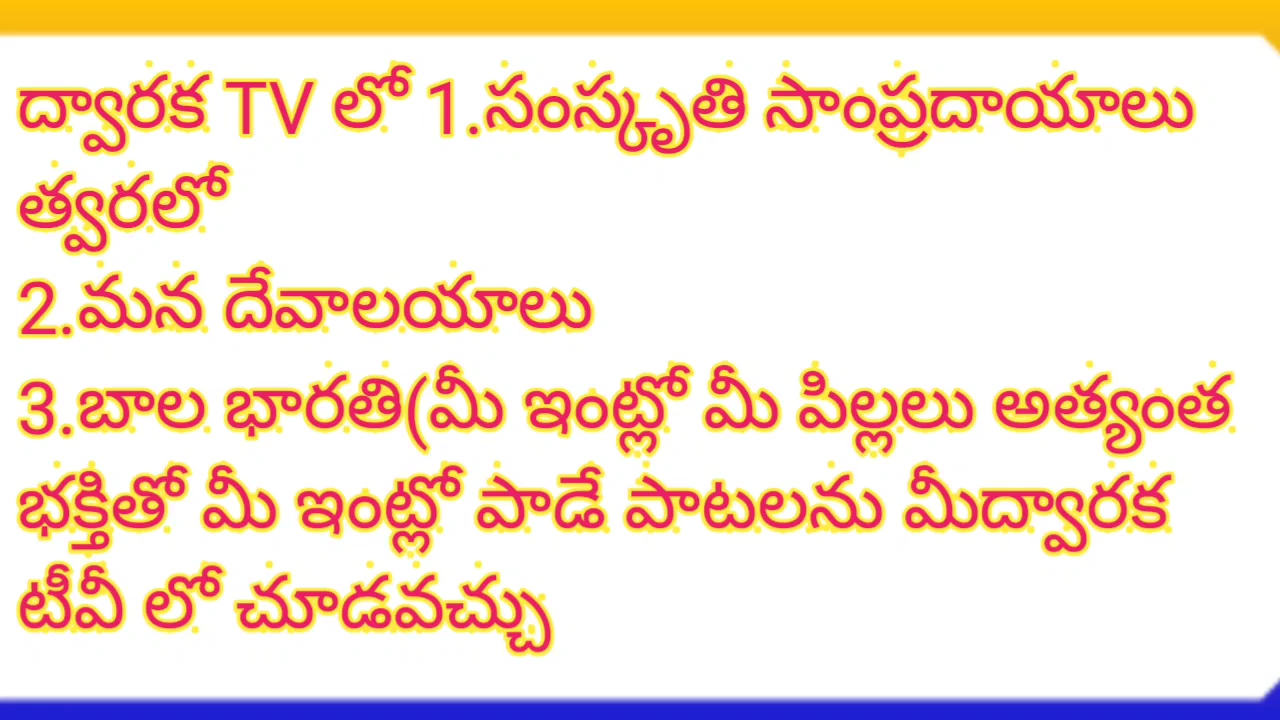 ద్వారక TV లో 1.సంస్కృతి సాంప్రదాయాలు
త్వరలో
2.మన దేవాలయాలు
3.బాల భారతి(మీ ఇంట్లో మీ పిల్లలు అత్యంత
భక్తితో మీ ఇంట్లో పాడే పాటలను మీద్వారక
టీవీ లో చూడవచ్చు